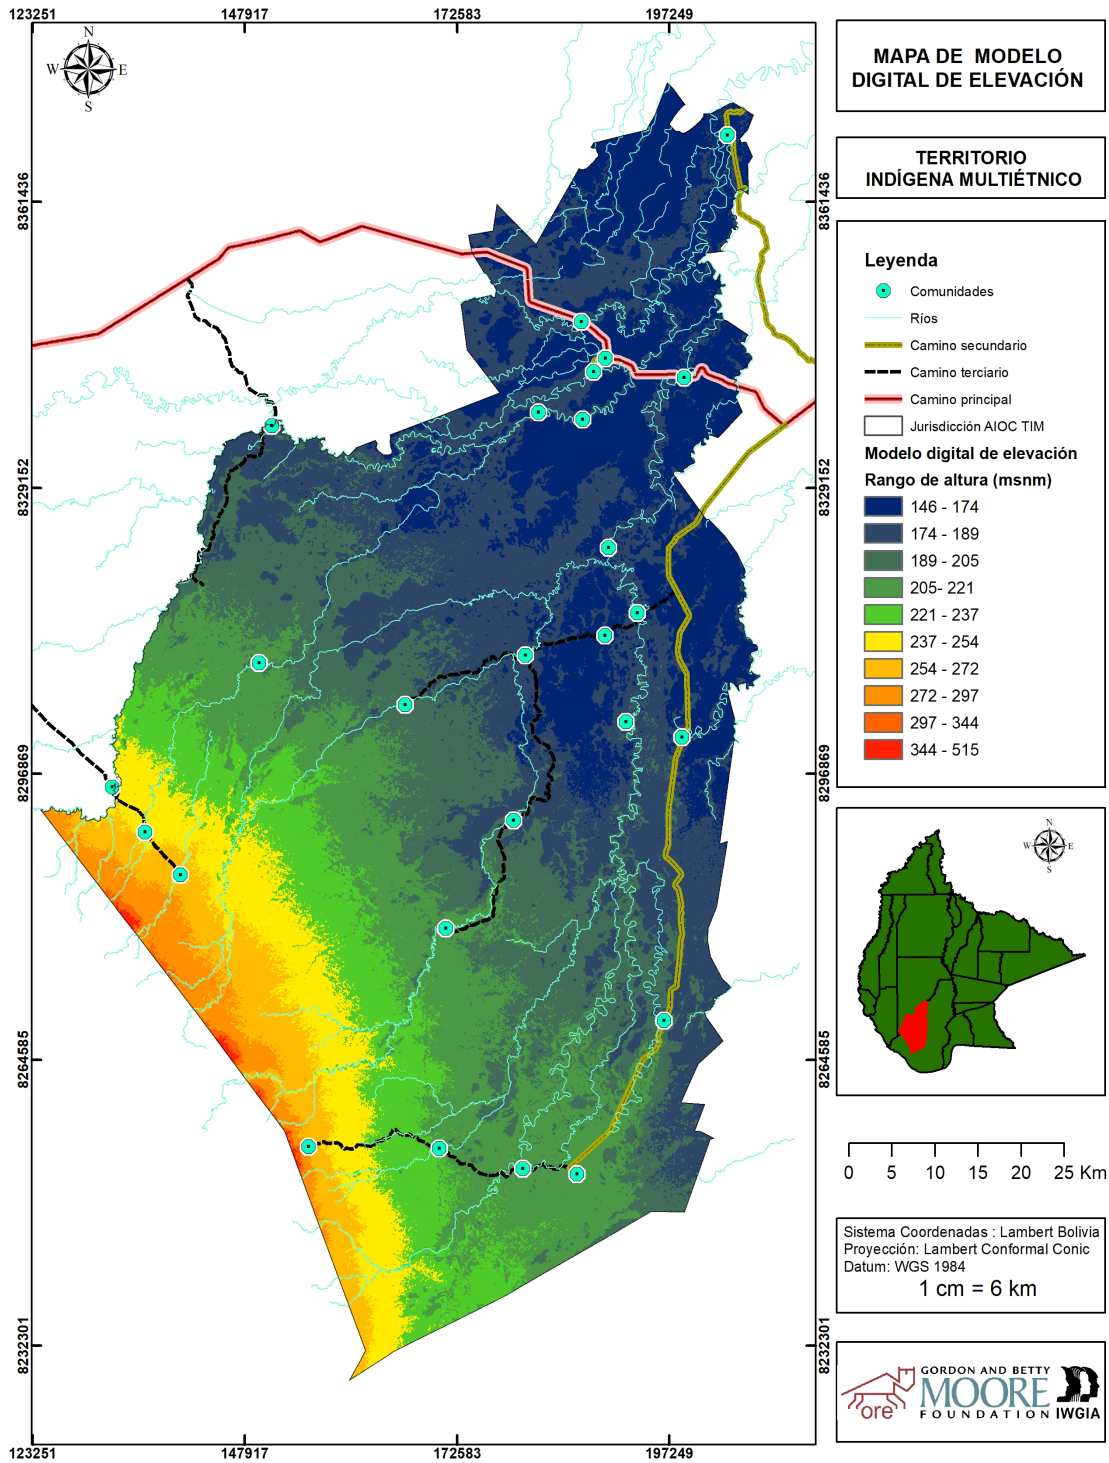 123251
147917
172583
197249
N
W
E
S
8361436
8329152
8296869
8264585
8232301
8361436
8329152
8296869
8264585
8232301
123251
147917
172583
197249
MAPA DE MODELO
DIGITAL DE ELEVACIÓN
TERRITORIO
INDÍGENA MULTIÉTNICO
Leyenda
Comunidades
Ríos
Camino secundario
Camino terciario
Camino principal
Jurisdicción AIOC TIM
Modelo digital de elevación
Rango de altura (msnm)
146 - 174
174 - 189
189 - 205
205- 221
221 - 237
237 - 254
254 - 272
272 - 297
297 - 344
344 - 515
N
W
E
S
0 5 10 15 20 25 Km
Sistema Coordenadas : Lambert Bolivia
Proyección: Lambert Conformal Conic
Datum: WGS 1984
1 cm = 6 km
ore
GORDON AND BETTY
MOORE
FOUNDATION
IWGIA